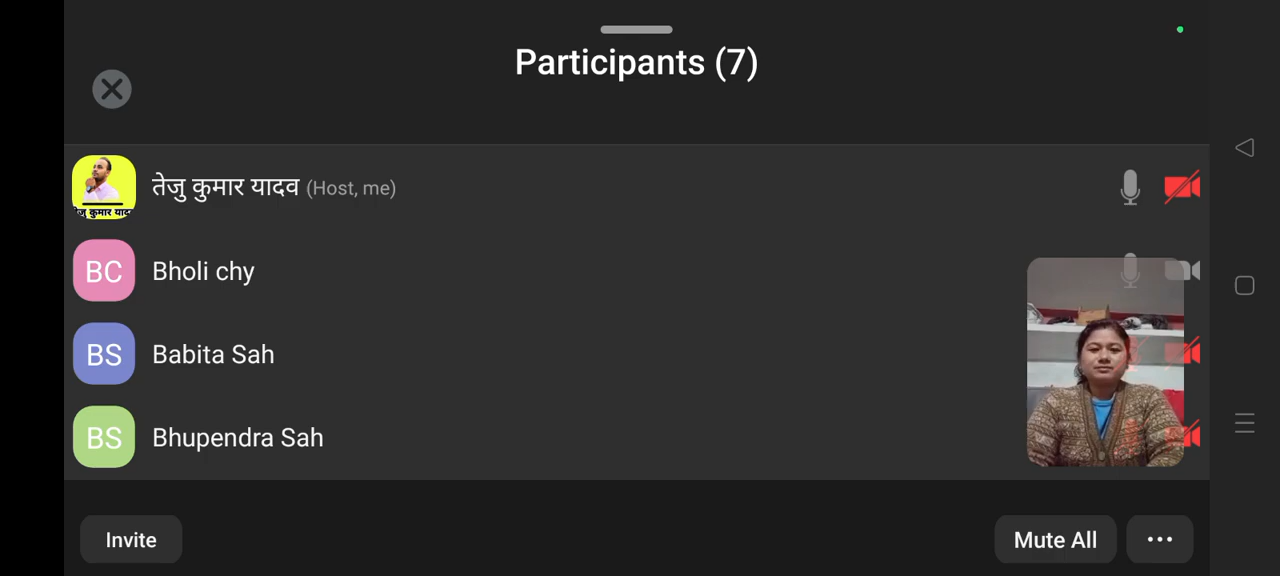 Participants (7)
तेजु कुमार यादव (Host, me)
BC Bholi chy
BS Babita Sah
BS Bhupendra Sah
Invite
Mute All